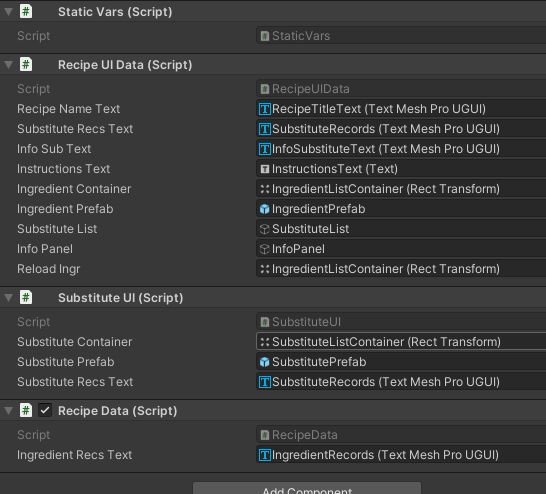 Static Vars (Script)
Script StaticVars
Recipe UI Data (Script)
Script RecipeUIData
Recipe Name Text RecipeTitleText (Text Mesh Pro UGUI)
Substitute Recs Text SubstituteRecords (Text Mesh Pro UGUI)
Info Sub Text InfoSubstituteText (Text Mesh Pro UGUI)
Instructions Text InstructionsText (Text)
Ingredient Container IngredientListContainer (Rect Transform)
Ingredient Prefab IngredientPrefab
Substitute List SubstituteList
Info Panel InfoPanel
Reload Ingr IngredientListContainer (Rect Transform)
Substitute UI (Script)
Script SubstituteUI
Substitute Container SubstituteListContainer (Rect Transform)
Substitute Prefab SubstitutePrefab
Substitute Recs Text SubstituteRecords (Text Mesh Pro UGUI)
Recipe Data (Script)
Script RecipeData
Ingredient Recs Text IngredientRecords (Text Mesh Pro UGUI)
Add Component